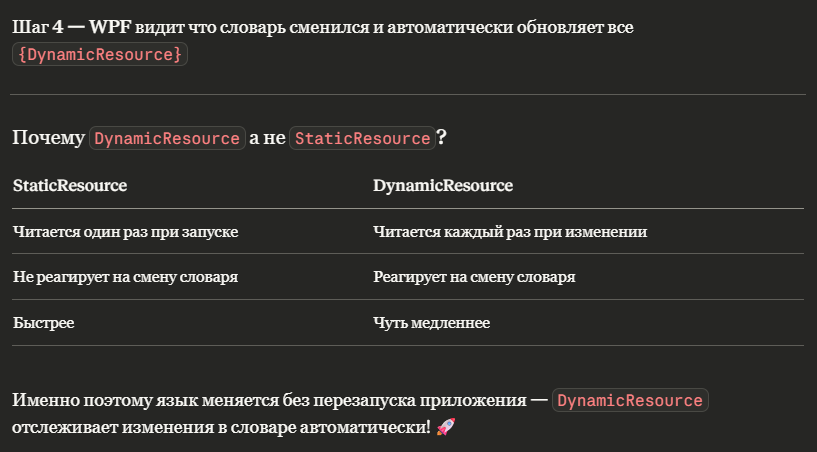 Шаг 4 — WPF видит что словарь сменился и автоматически обновляет все
{DynamicResource}
Почему DynamicResource а не StaticResource?
StaticResource DynamicResource
Читается один раз при запуске Читается каждый раз при изменении
Не реагирует на смену словаря Реагирует на смену словаря
Быстрее Чуть медленнее
Именно поэтому язык меняется без перезапуска приложения — DynamicResource
отслеживает изменения в словаре автоматически! 🚀